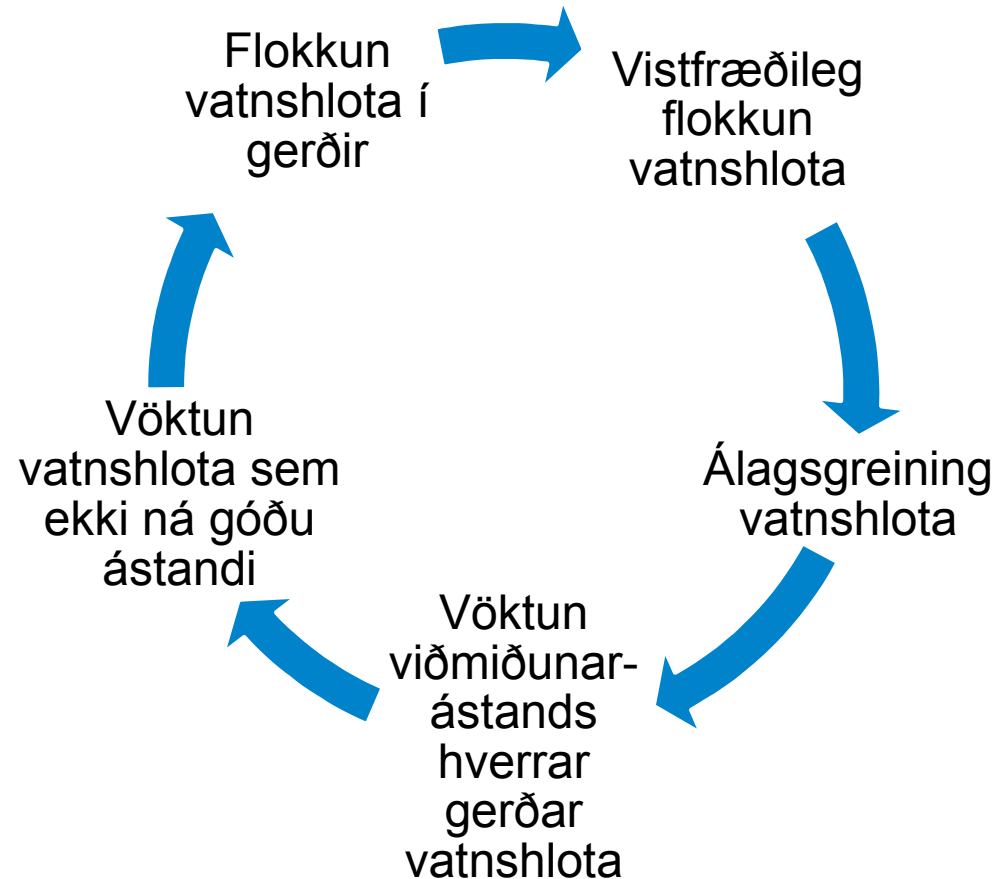 Flokkun
vatnshlota í
gerðir
Vistfræðileg
flokkun
vatnshlota
Álagsgreining
vatnshlota
Vöktun
viðmiðunar-
ástands
hverrar
gerðar
vatnshlota
Vöktun
vatnshlota sem
ekki ná góðu
ástandi